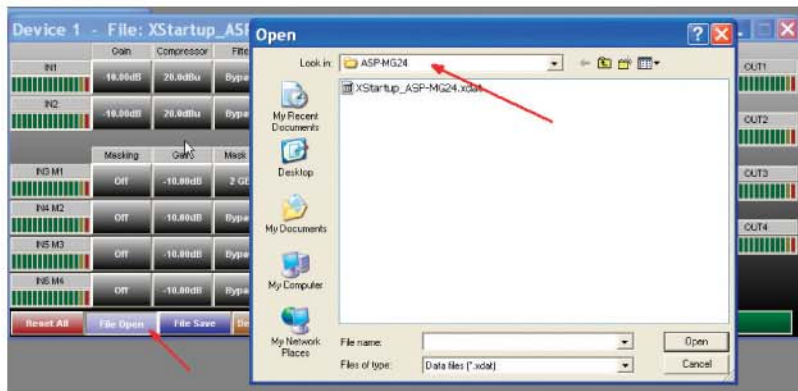 Device 1 - File: XStartup_ASP
Gain Compressor Filte
IN1 10.00dB 20.0dBu Bypa
IN2 -10.00dB 20.0dBu Bypa
Masking Gain Mask
IN3 M1 Off -10.00dB 2 GE
IN4 M2 Off -10.00dB Bypa
IN5 M3 Off -10.00dB Bypa
IN6 M4 Off -10.00dB Bypa
Reset All File Open File Save De
Open
Look in: ASP-MG24
XStartup_ASP-MG24.xdat
My Recent
Documents
Desktop
My Documents
My Computer
My Network
Places
File name: Open
Files of type: Data files (*.xdat) Cancel
OUT1
OUT2
OUT3
OUT4